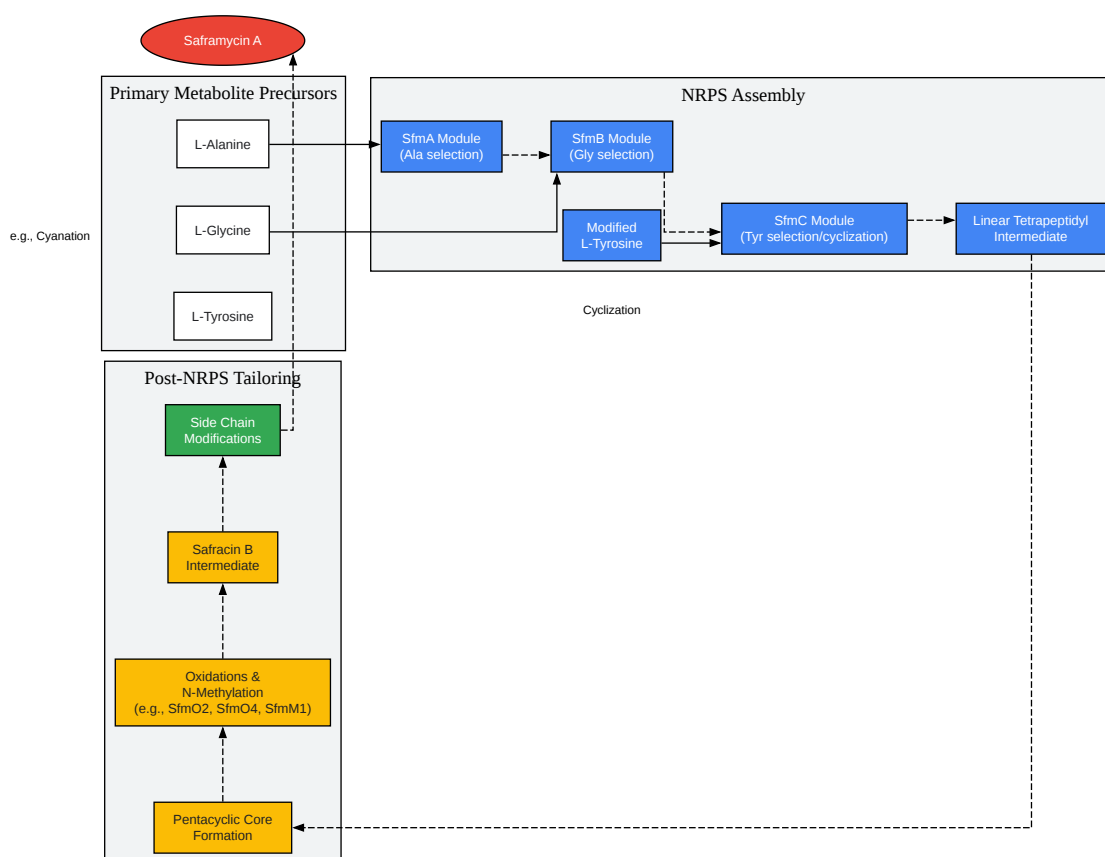 Saframycin A
Primary Metabolite Precursors
NRPS Assembly
L-Alanine
SfmA Module
(Ala selection)
SfmB Module
(Gly selection)
L-Glycine
e.g., Cyanation
Modified
L-Tyrosine
SfmC Module
(Tyr selection/cyclization)
Linear Tetrapeptidyl
Intermediate
L-Tyrosine
Cyclization
Post-NRPS Tailoring
Side Chain
Modifications
Safracin B
Intermediate
Oxidations &
N-Methylation
(e.g., SfmO2, SfmO4, SfmM1)
Pentacyclic Core
Formation